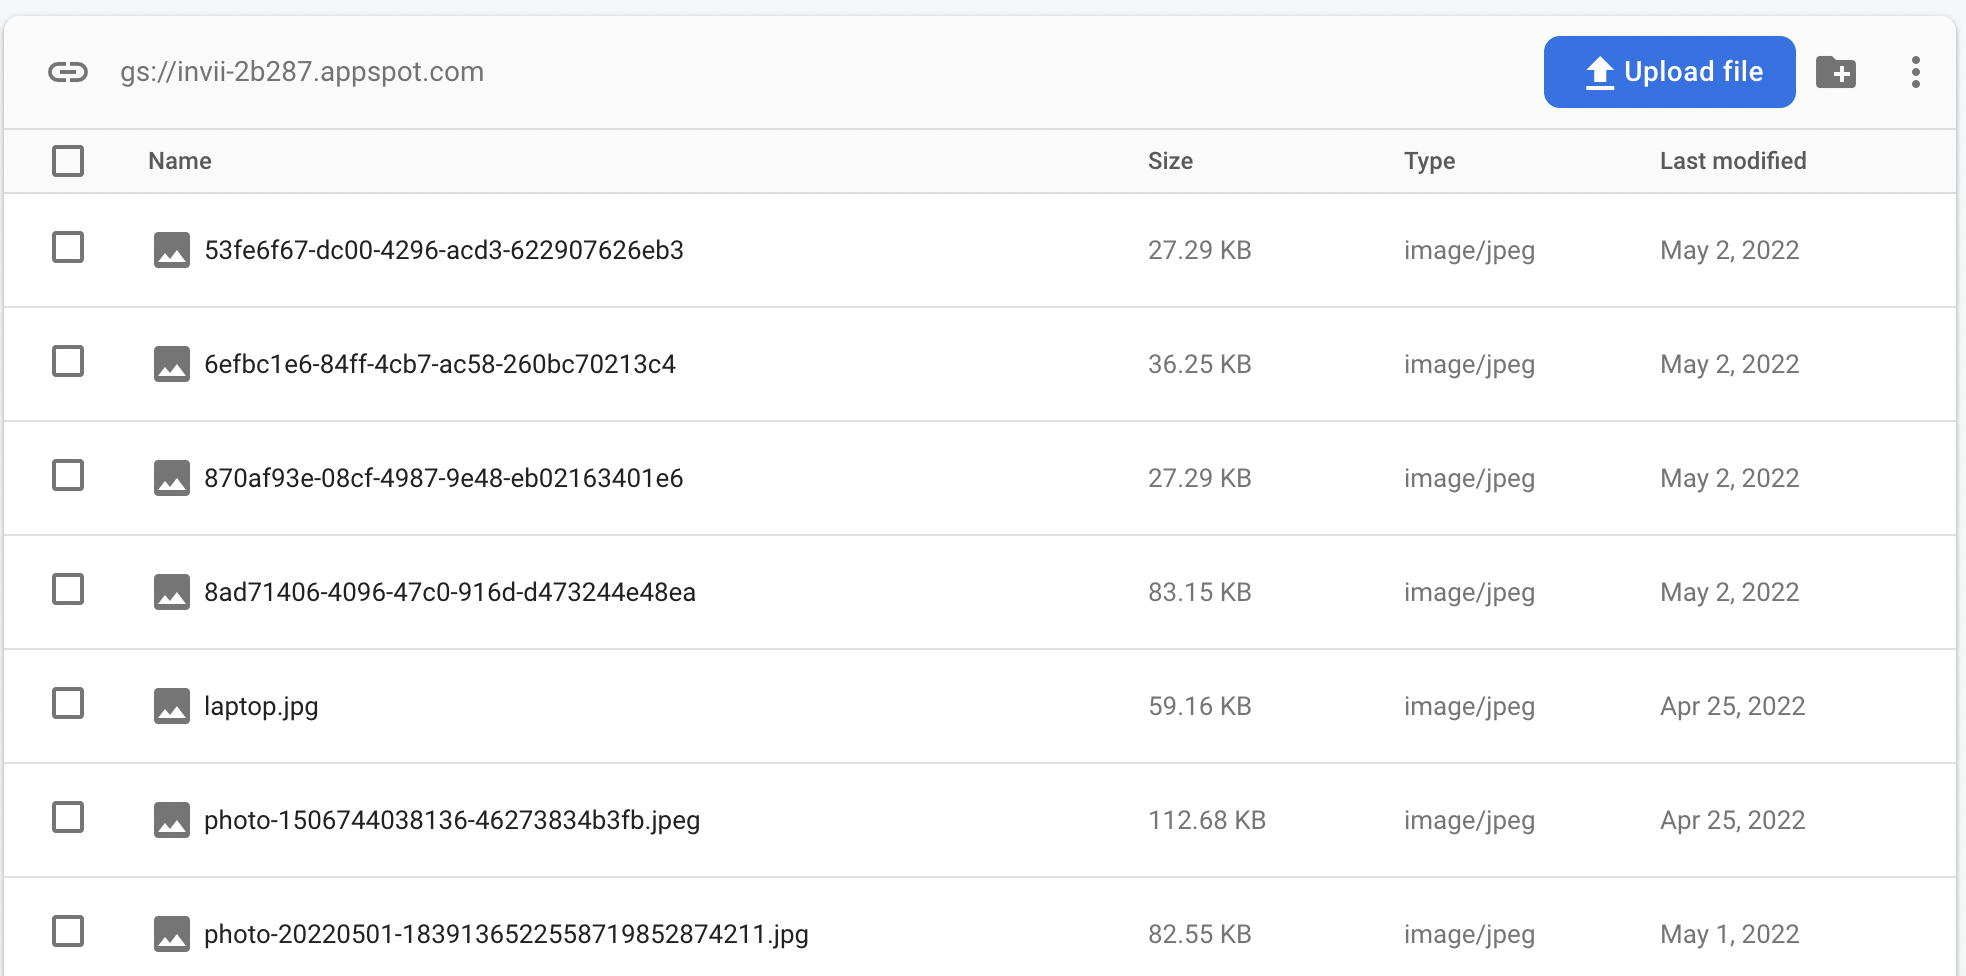 gs://invii-2b287.appspot.com Upload file
Name Size Type Last modified
53fe6f67-dc00-4296-acd3-622907626eb3 27.29 KB image/jpeg May 2, 2022
6efbc1e6-84ff-4cb7-ac58-260bc70213c4 36.25 KB image/jpeg May 2, 2022
870af93e-08cf-4987-9e48-eb02163401e6 27.29 KB image/jpeg May 2, 2022
8ad71406-4096-47c0-916d-d473244e48ea 83.15 KB image/jpeg May 2, 2022
laptop.jpg 59.16 KB image/jpeg Apr 25, 2022
photo-1506744038136-46273834b3fb.jpeg 112.68 KB image/jpeg Apr 25, 2022
photo-20220501-1839136522558719852874211.jpg 82.55 KB image/jpeg May 1, 2022